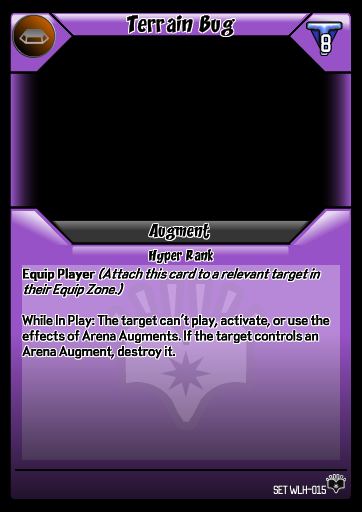 Terrain Bug
8
Augment
Hyper Rank
Equip Player (Attach this card to a relevant target in
their Equip Zone.)
While In Play: The target can't play, activate, or use the
effects of Arena Augments. If the target controls an
Arena Augment, destroy it.
SET WLH-015